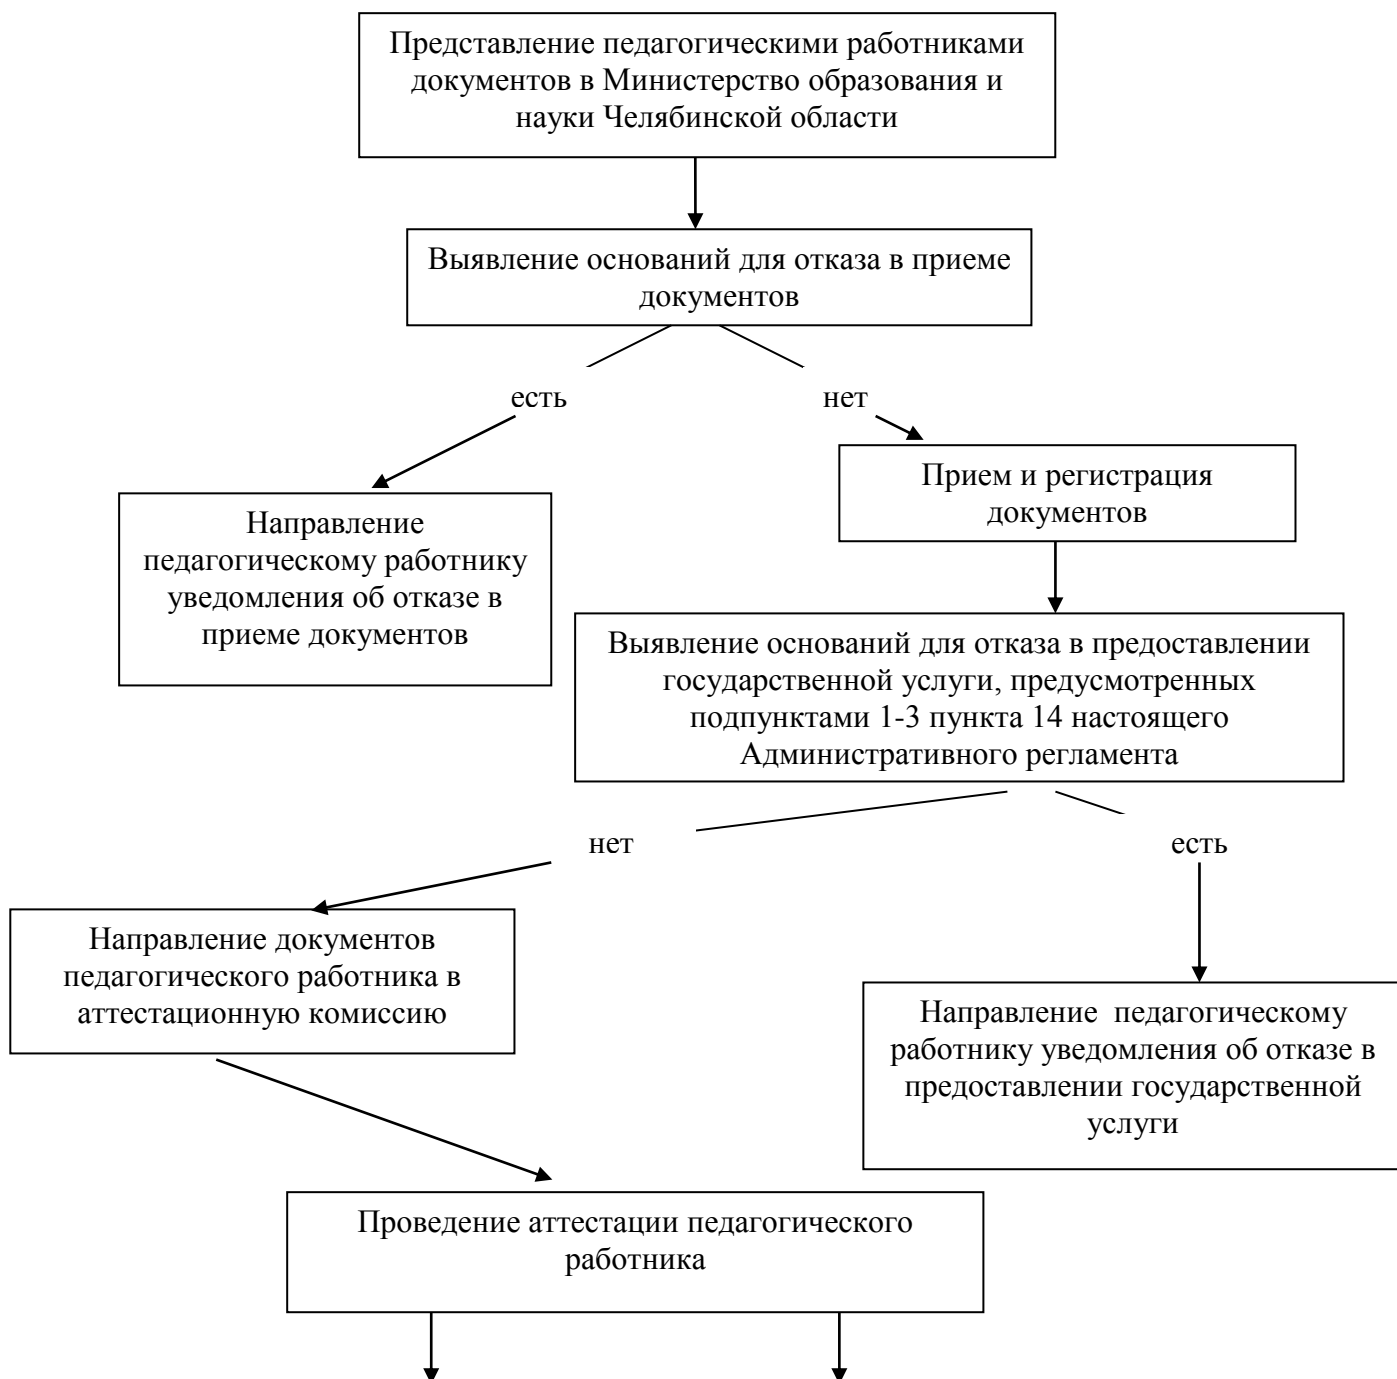 Представление педагогическими работниками
документов в Министерство образования и
науки Челябинской области
Выявление оснований для отказа в приеме
документов
есть
нет
Прием и регистрация
документов
Направление
педагогическому работнику
уведомления об отказе в
приеме документов
Выявление оснований для отказа в предоставлении
государственной услуги, предусмотренных
подпунктами 1-3 пункта 14 настоящего
Административного регламента
нет
есть
Направление документов
педагогического работника в
аттестационную комиссию
Направление  педагогическому
работнику уведомления об отказе в
предоставлении государственной
услуги
Проведение аттестации педагогического
работника